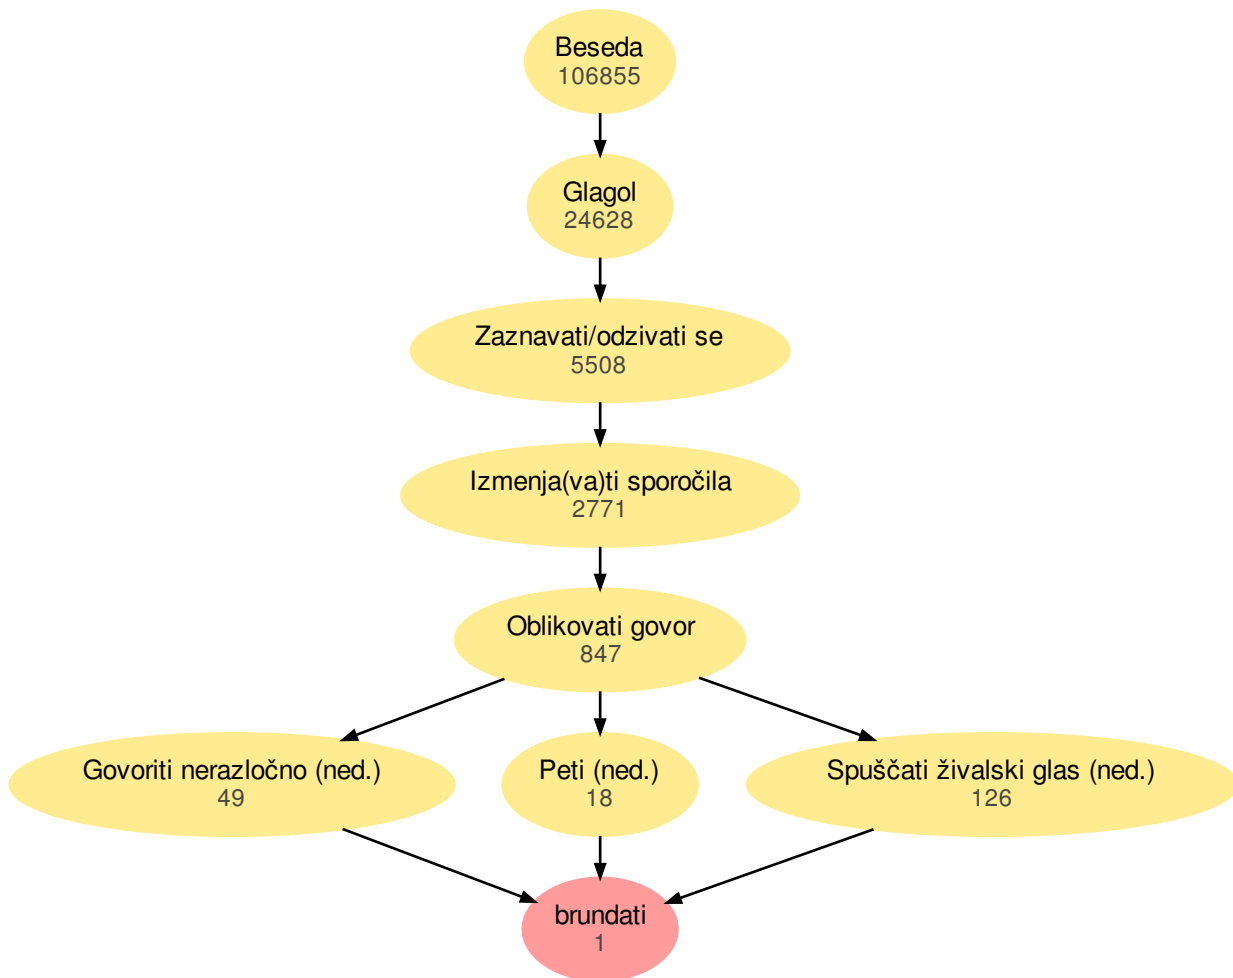 Beseda
106855
Glagol
24628
Zaznavati/odzivati se
5508
Izmenja(va)ti sporočila
2771
Oblikovati govor
847
Govoriti nerazločno (ned.)
49
Peti (ned.)
18
Spuščati živalski glas (ned.)
126
brundati
1